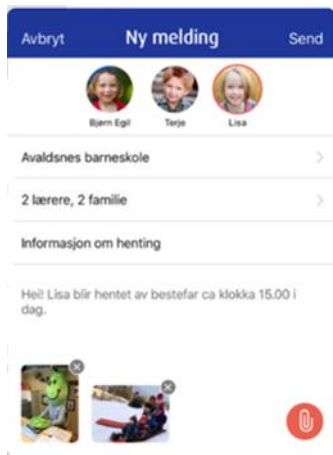 Avbryt Ny melding Send
Bjørn Egil Terje Lisa
Avaldsnes barneskole
2 lærere, 2 familie
Informasjon om henting
Hei! Lisa blir hentet av bestefar ca klokka 15.00 i
dag.